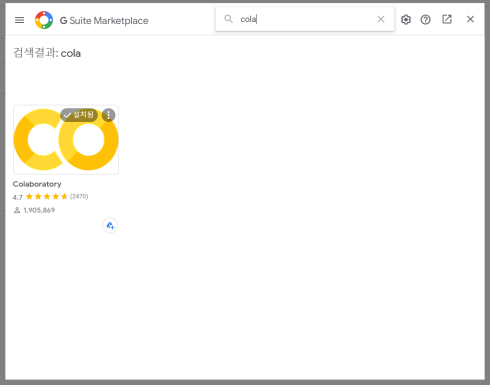 G Suite Marketplace
cola
검색결과: cola
설치됨
Colaboratory
4.7 (2470)
1,905,869